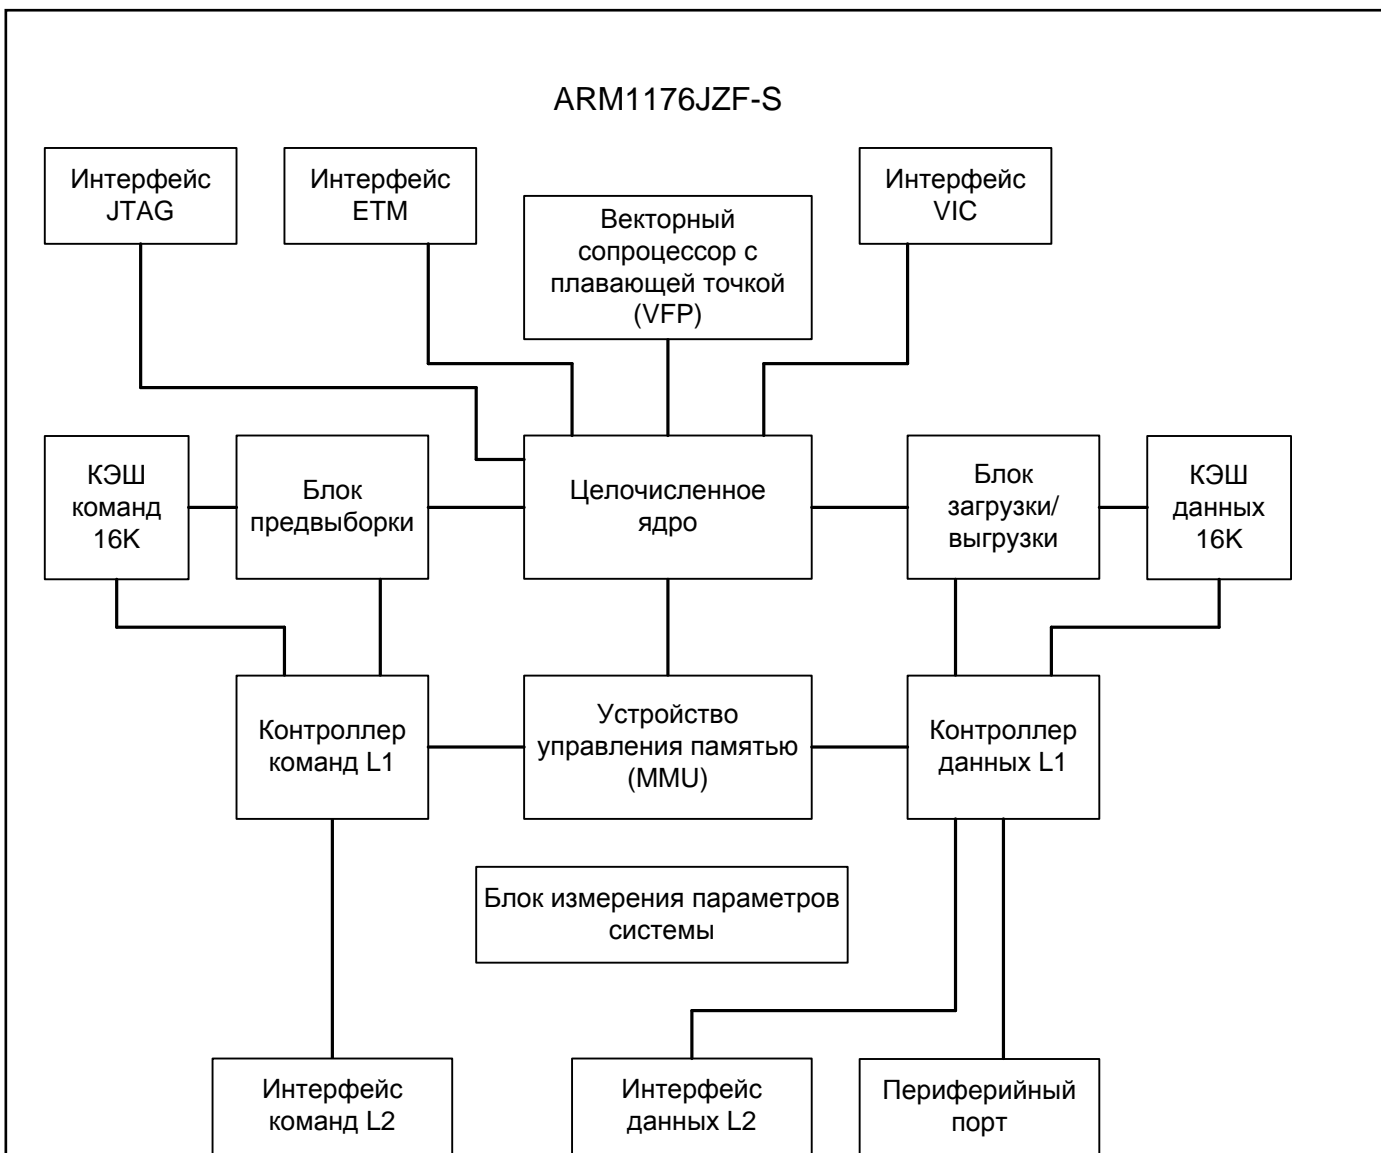 ARM1176JZF-S
Интерфейс
JTAG
Интерфейс
ETM
Векторный
сопроцессор с
плавающей точкой
(VFP)
Интерфейс
VIC
КЭШ
команд
16K
Блок
предвыборки
Целочисленное
ядро
Блок
загрузки/
выгрузки
КЭШ
данных
16K
Контроллер
команд L1
Устройство
управления памятью
(MMU)
Контроллер
данных L1
Блок измерения параметров
системы
Интерфейс
команд L2
Интерфейс
данных L2
Периферийный
порт